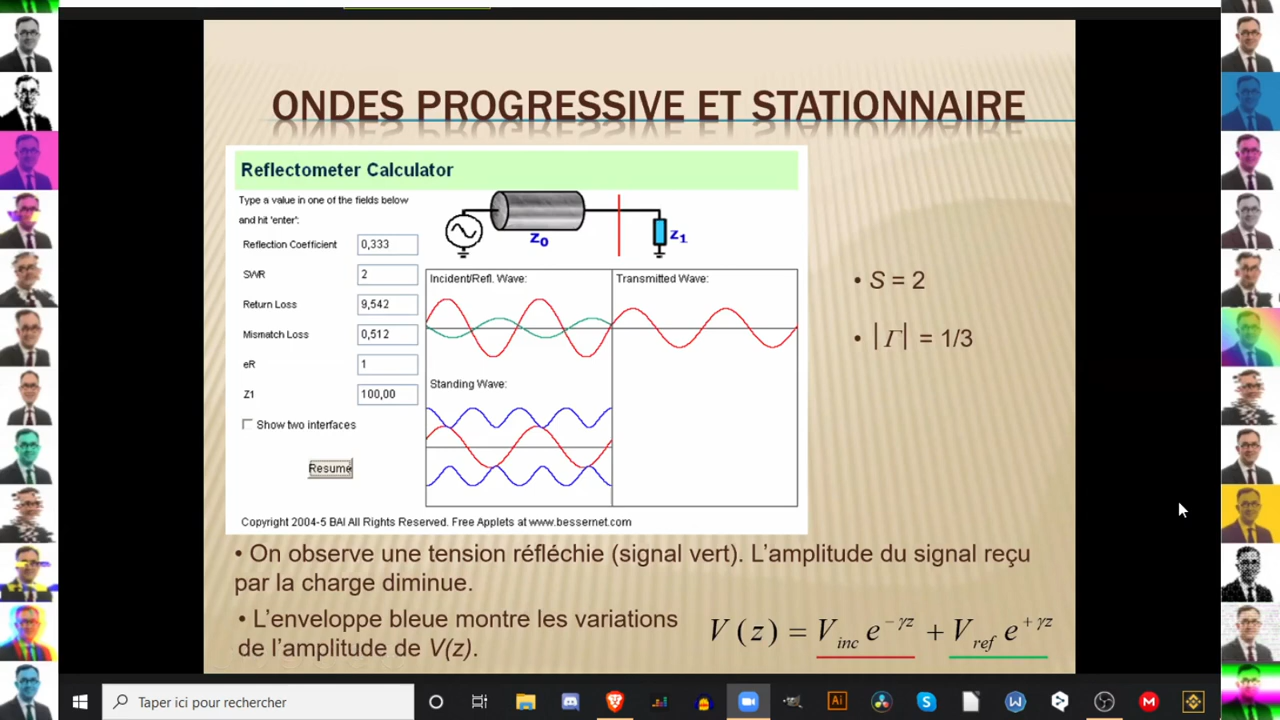 ONDES PROGRESSIVE ET STATIONNAIRE
Reflectometer Calculator
Type a value in one of the fields below
and hit 'enter':
Reflection Coefficient 0,333
SWR 2
Return Loss 9,542
Mismatch Loss 0,512
eR 1
Z1 100,00
Show two interfaces
Resume
Z0
Z1
Incident/Refl. Wave:
Transmitted Wave:
Standing Wave:
Copyright 2004-5 BAI All Rights Reserved. Free Applets at www.bessernet.com
• S = 2
• |Γ| = 1/3
• On observe une tension réfléchie (signal vert). L'amplitude du signal reçu
par la charge diminue.
• L'enveloppe bleue montre les variations
de l'amplitude de V(z).
V(z) = V_inc e^{-γz} + V_ref e^{+γz}
Taper ici pour rechercher
Ai